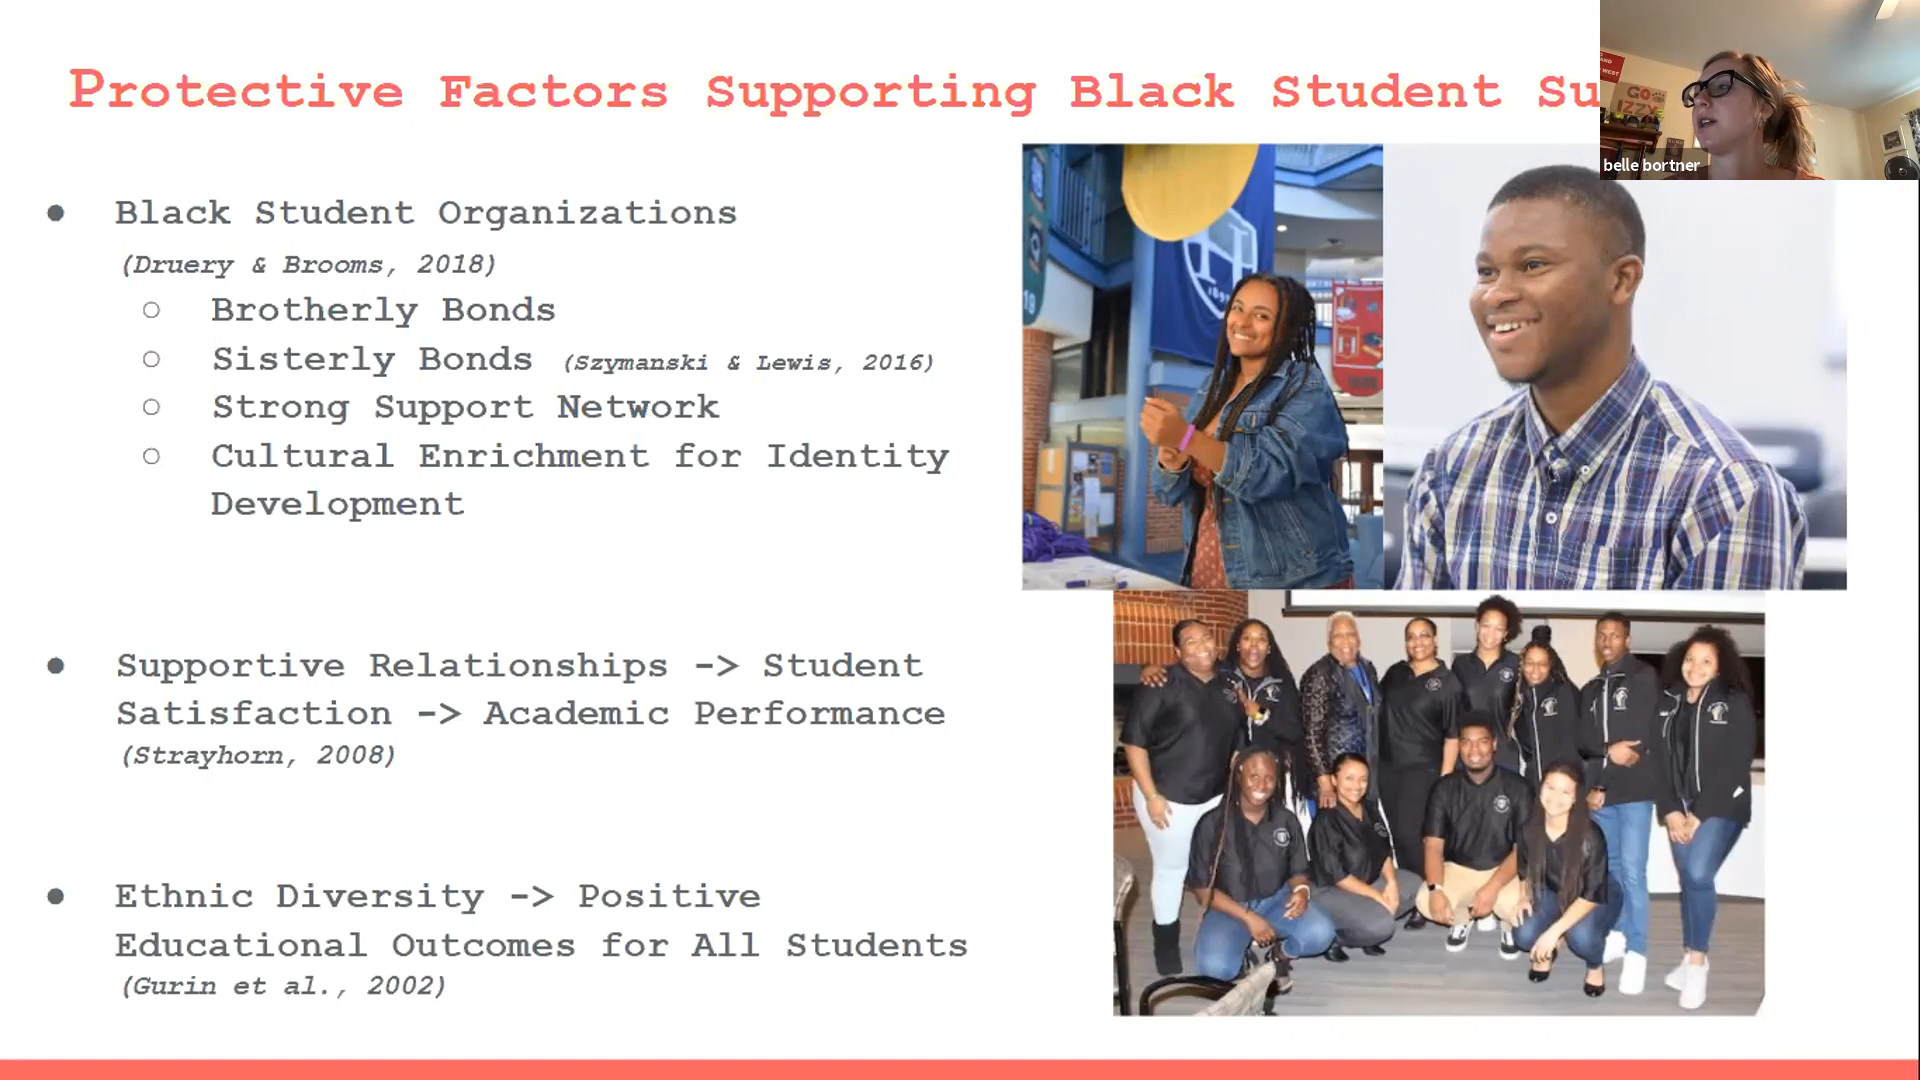 Protective Factors Supporting Black Student Su
GO
IZZY
belle bortner
● Black Student Organizations
(Druery & Brooms, 2018)
○ Brotherly Bonds
○ Sisterly Bonds (Szymanski & Lewis, 2016)
○ Strong Support Network
○ Cultural Enrichment for Identity
Development
● Supportive Relationships -> Student
Satisfaction -> Academic Performance
(Strayhorn, 2008)
● Ethnic Diversity -> Positive
Educational Outcomes for All Students
(Gurin et al., 2002)